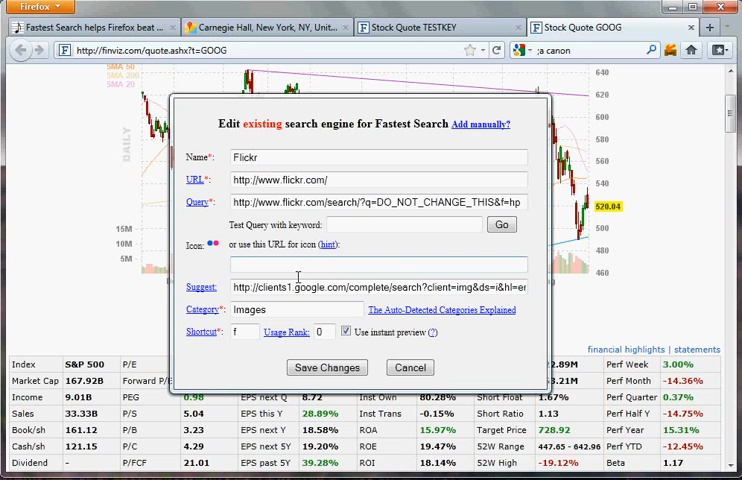 Firefox
Fastest Search helps Firefox beat ...
Carnegie Hall, New York, NY, Unit...
Stock Quote TESTKEY
Stock Quote GOOG
http://finviz.com/quote.ashx?t=GOOG
;a canon
SMA 50
SMA 200
SMA 20
DAILY
15M
10M
5M
640
620
600
580
560
540
520.04
500
480
460
Edit existing search engine for Fastest Search Add manually?
Name*: Flickr
URL*: http://www.flickr.com/
Query*: http://www.flickr.com/search/?q=DO_NOT_CHANGE_THIS&f=hp
Test Query with keyword: Go
Icon: or use this URL for icon (hint):
Suggest: http://clients1.google.com/complete/search?client=img&ds=i&hl=en
Category*: Images The Auto-Detected Categories Explained
Shortcut*: f Usage Rank: 0 Use instant preview (?)
Save Changes Cancel
financial highlights | statements
Index S&P 500 P/E 22.89M Perf Week 3.00%
Market Cap 167.92B Forward P/E 53.21M Perf Month -14.36%
Income 9.01B PEG 0.98 EPS next Q 8.72 Inst Own 80.28% Short Float 1.67% Perf Quarter 0.37%
Sales 33.33B P/S 5.04 EPS this Y 28.89% Inst Trans -0.15% Short Ratio 1.13 Perf Half Y -14.75%
Book/sh 161.12 P/B 3.23 EPS next Y 18.58% ROA 15.97% Target Price 728.92 Perf Year 15.31%
Cash/sh 121.15 P/C 4.29 EPS next 5Y 19.20% ROE 19.47% 52W Range 447.65 - 642.96 Perf YTD -12.45%
Dividend - P/FCF 21.01 EPS past 5Y 39.28% ROI 18.14% 52W High -19.12% Beta 1.17